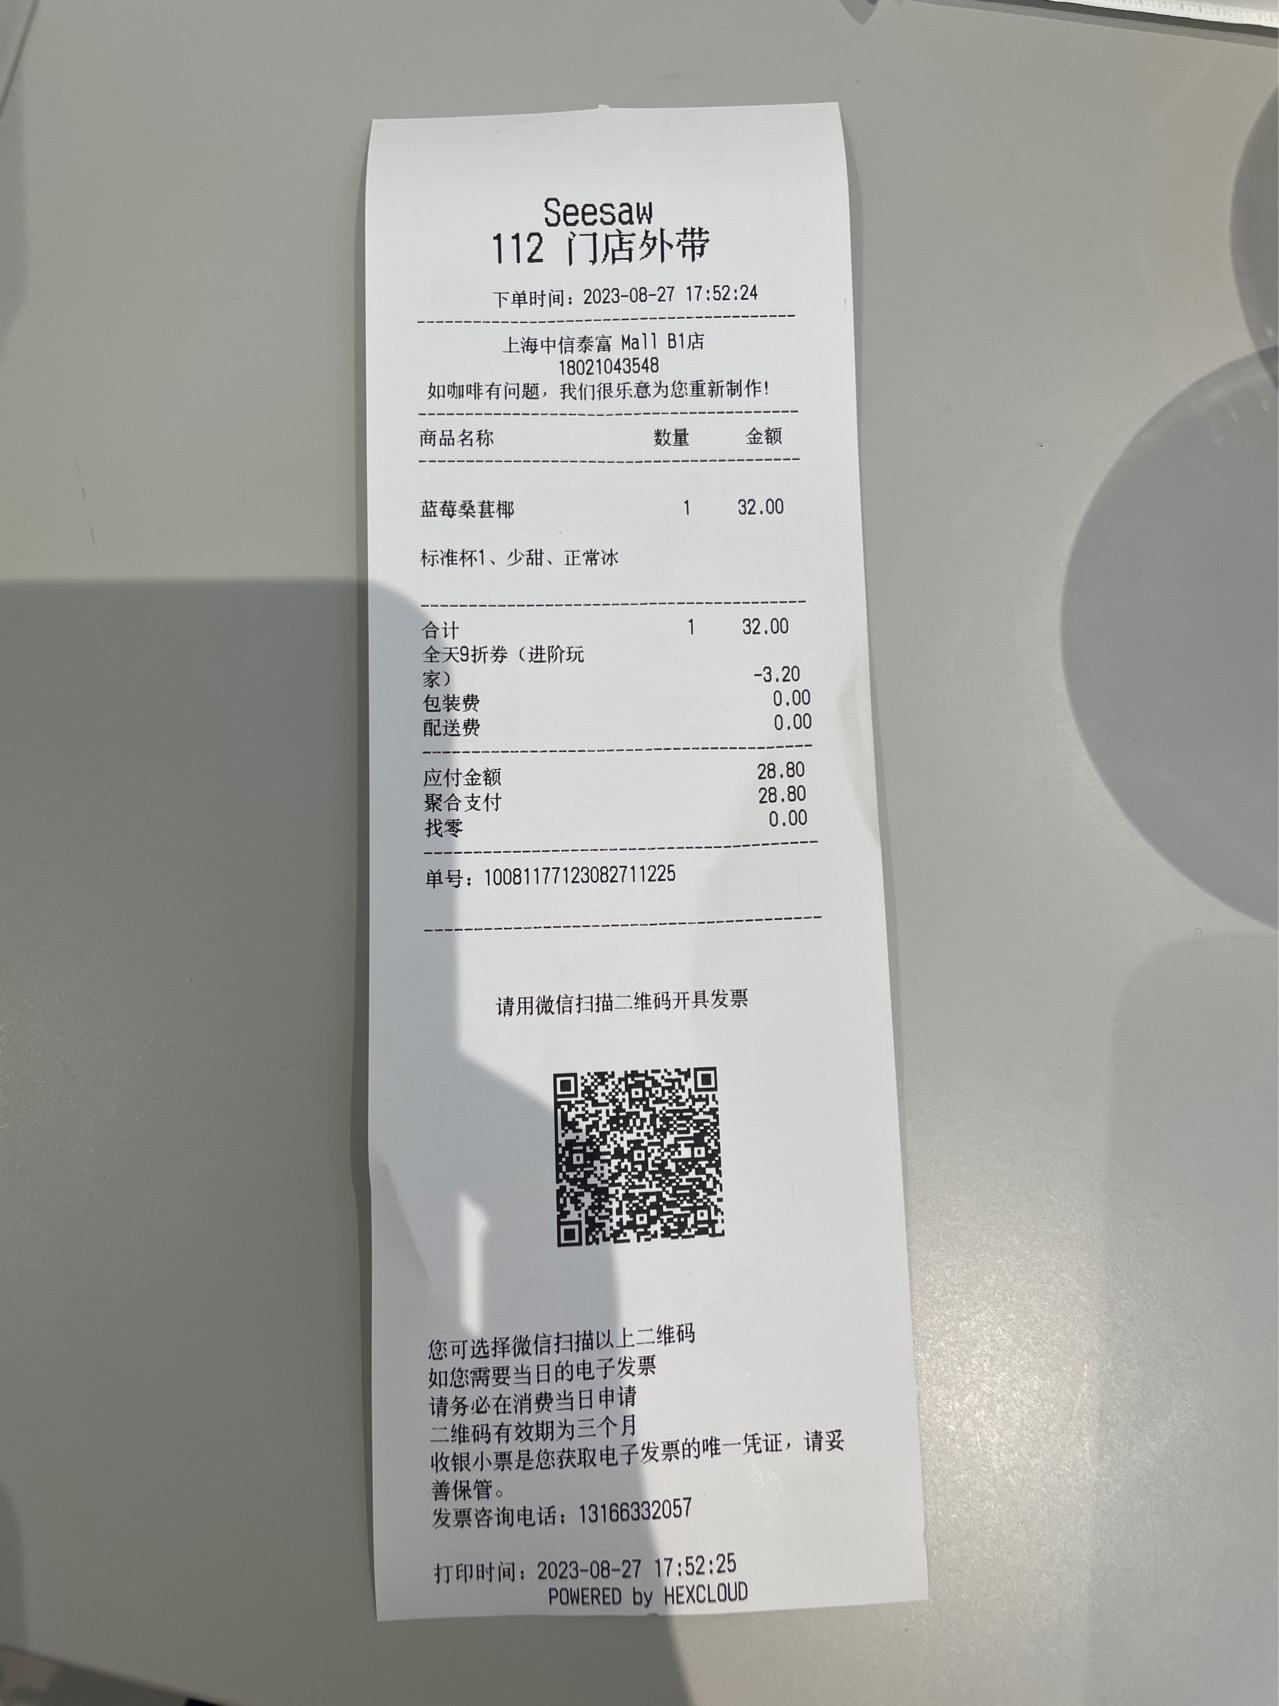 Seesaw
112 门店外带
下单时间：2023-08-27 17:52:24
上海中信泰富 Mall B1店
18021043548
如咖啡有问题，我们很乐意为您重新制作！
商品名称 数量 金额
蓝莓桑葚椰 1 32.00
标准杯1、少甜、正常冰
合计 1 32.00
全天9折券（进阶玩
家） -3.20
包装费 0.00
配送费 0.00
应付金额 28.80
聚合支付 28.80
找零 0.00
单号：10081177123082711225
请用微信扫描二维码开具发票
您可选择微信扫描以上二维码
如您需要当日的电子发票
请务必在消费当日申请
二维码有效期为三个月
收银小票是您获取电子发票的唯一凭证，请妥
善保管。
发票咨询电话：13166332057
打印时间：2023-08-27 17:52:25
POWERED by HEXCLOUD